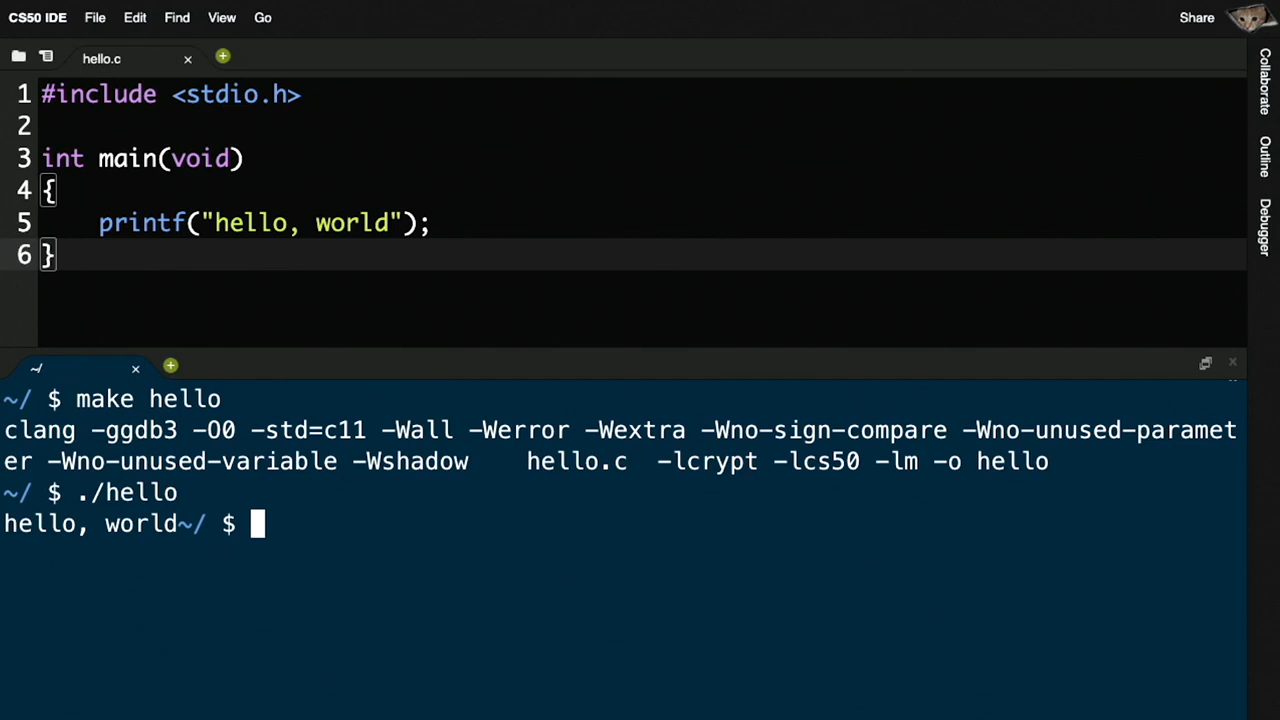 CS50 IDE File Edit Find View Go Share
hello.c
Collaborate
Outline
Debugger
1 #include <stdio.h>
2
3 int main(void)
4 {
5     printf("hello, world");
6 }
~/
~/ $ make hello
clang -ggdb3 -O0 -std=c11 -Wall -Werror -Wextra -Wno-sign-compare -Wno-unused-paramet
er -Wno-unused-variable -Wshadow    hello.c  -lcrypt -lcs50 -lm -o hello
~/ $ ./hello
hello, world~/ $